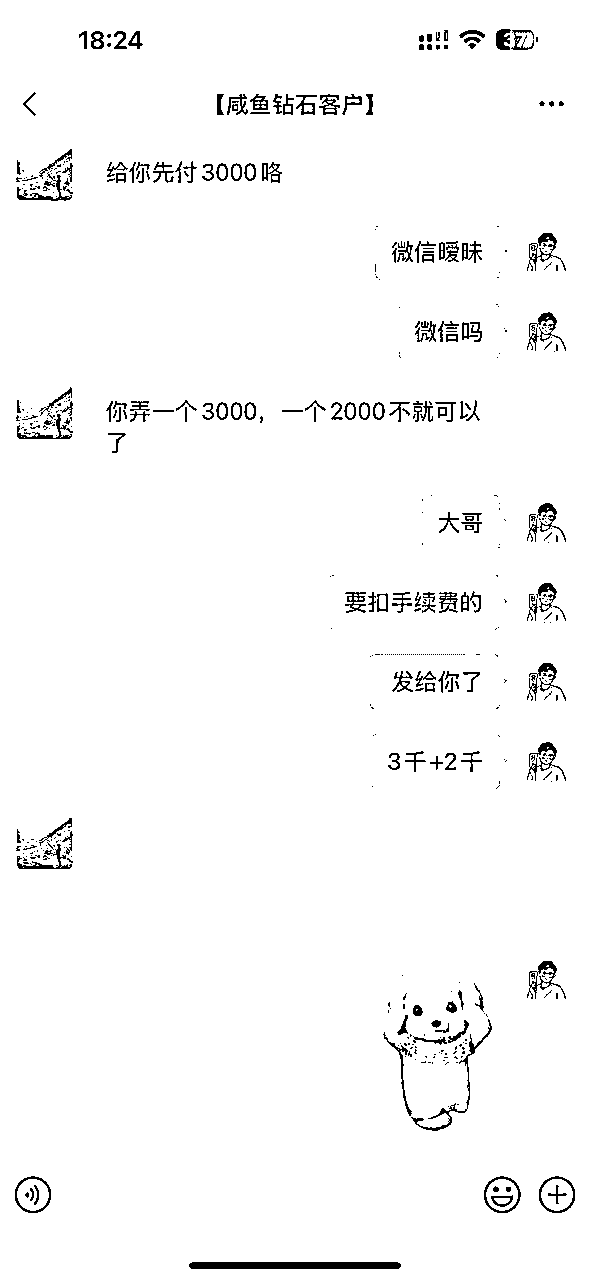 18:24
37
【咸鱼钻石客户】
给你先付3000咯
微信暧昧
微信吗
你弄一个3000，一个2000不就可以
了
大哥
要扣手续费的
发给你了
3千+2千